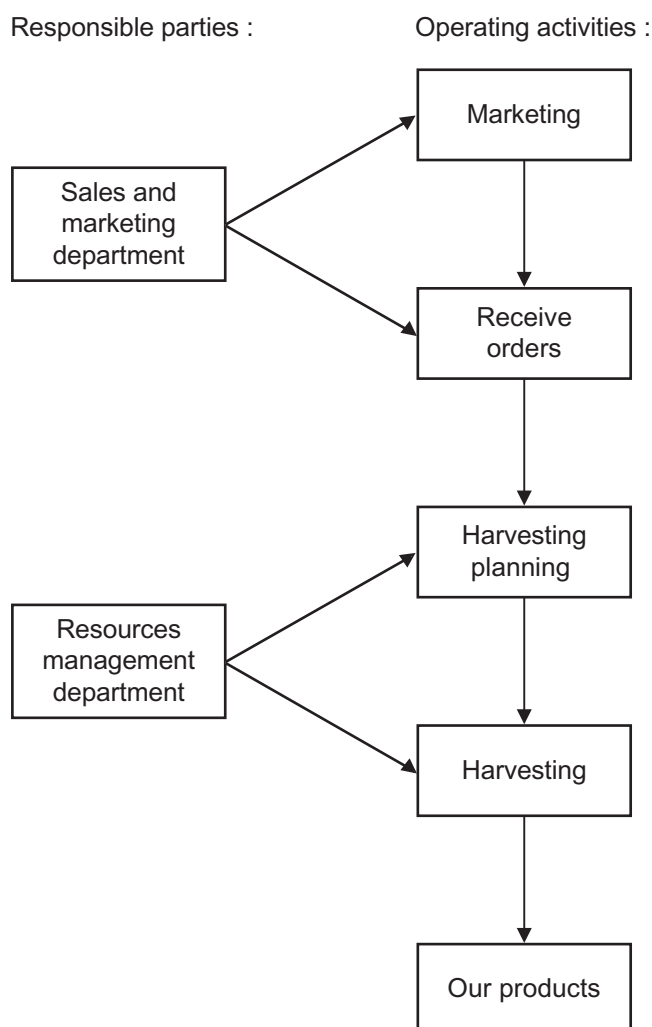 Responsible parties :
Operating activities :
Marketing
Sales and
marketing
department
Receive
orders
Harvesting
planning
Resources
management
department
Harvesting
Our products